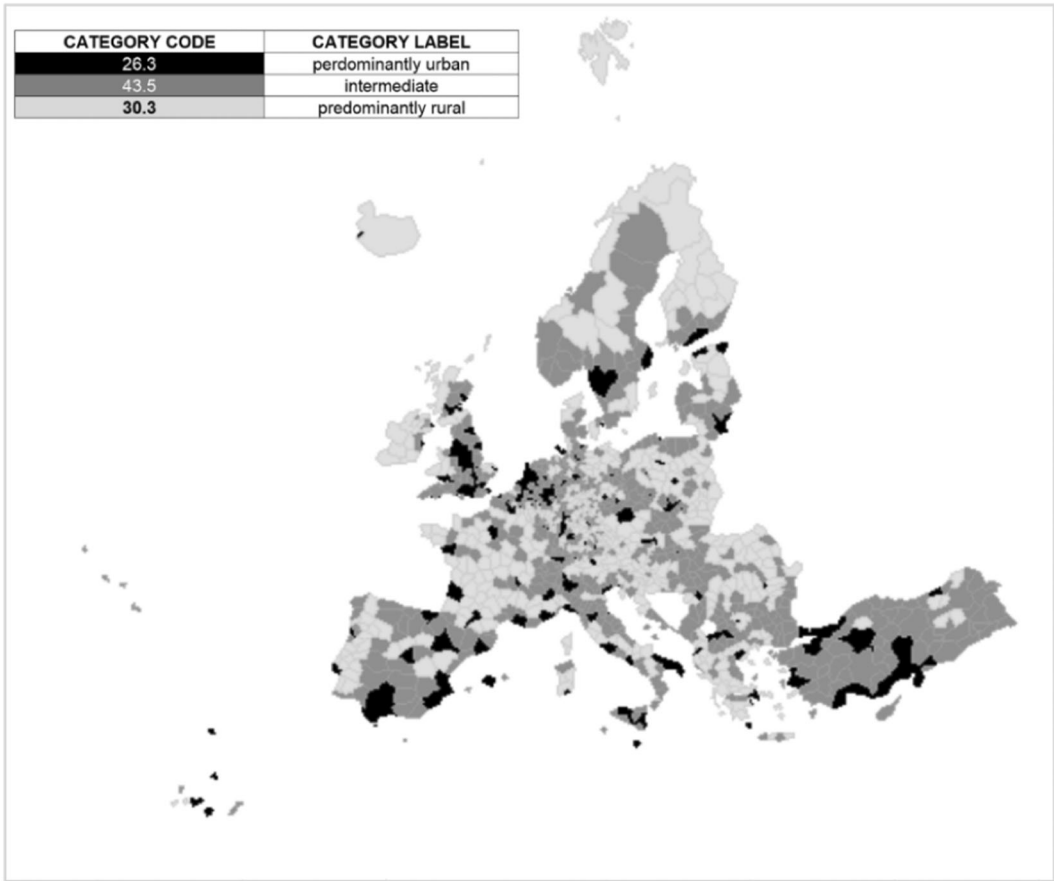 CATEGORY CODE CATEGORY LABEL
26.3 perdominantly urban
43.5 intermediate
30.3 predominantly rural